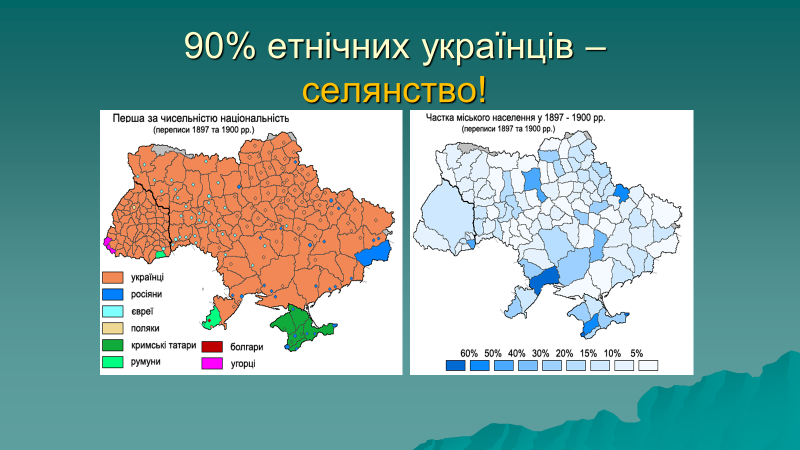 90% етнічних українців –
селянство!
Перша за чисельністю національність
(переписи 1897 та 1900 рр.)
українці
росіяни
євреї
поляки
кримські татари
румуни
болгари
угорці
Частка міського населення у 1897 - 1900 рр.
(переписи 1897 та 1900 рр.)
60% 50% 40% 30% 20% 15% 10% 5%